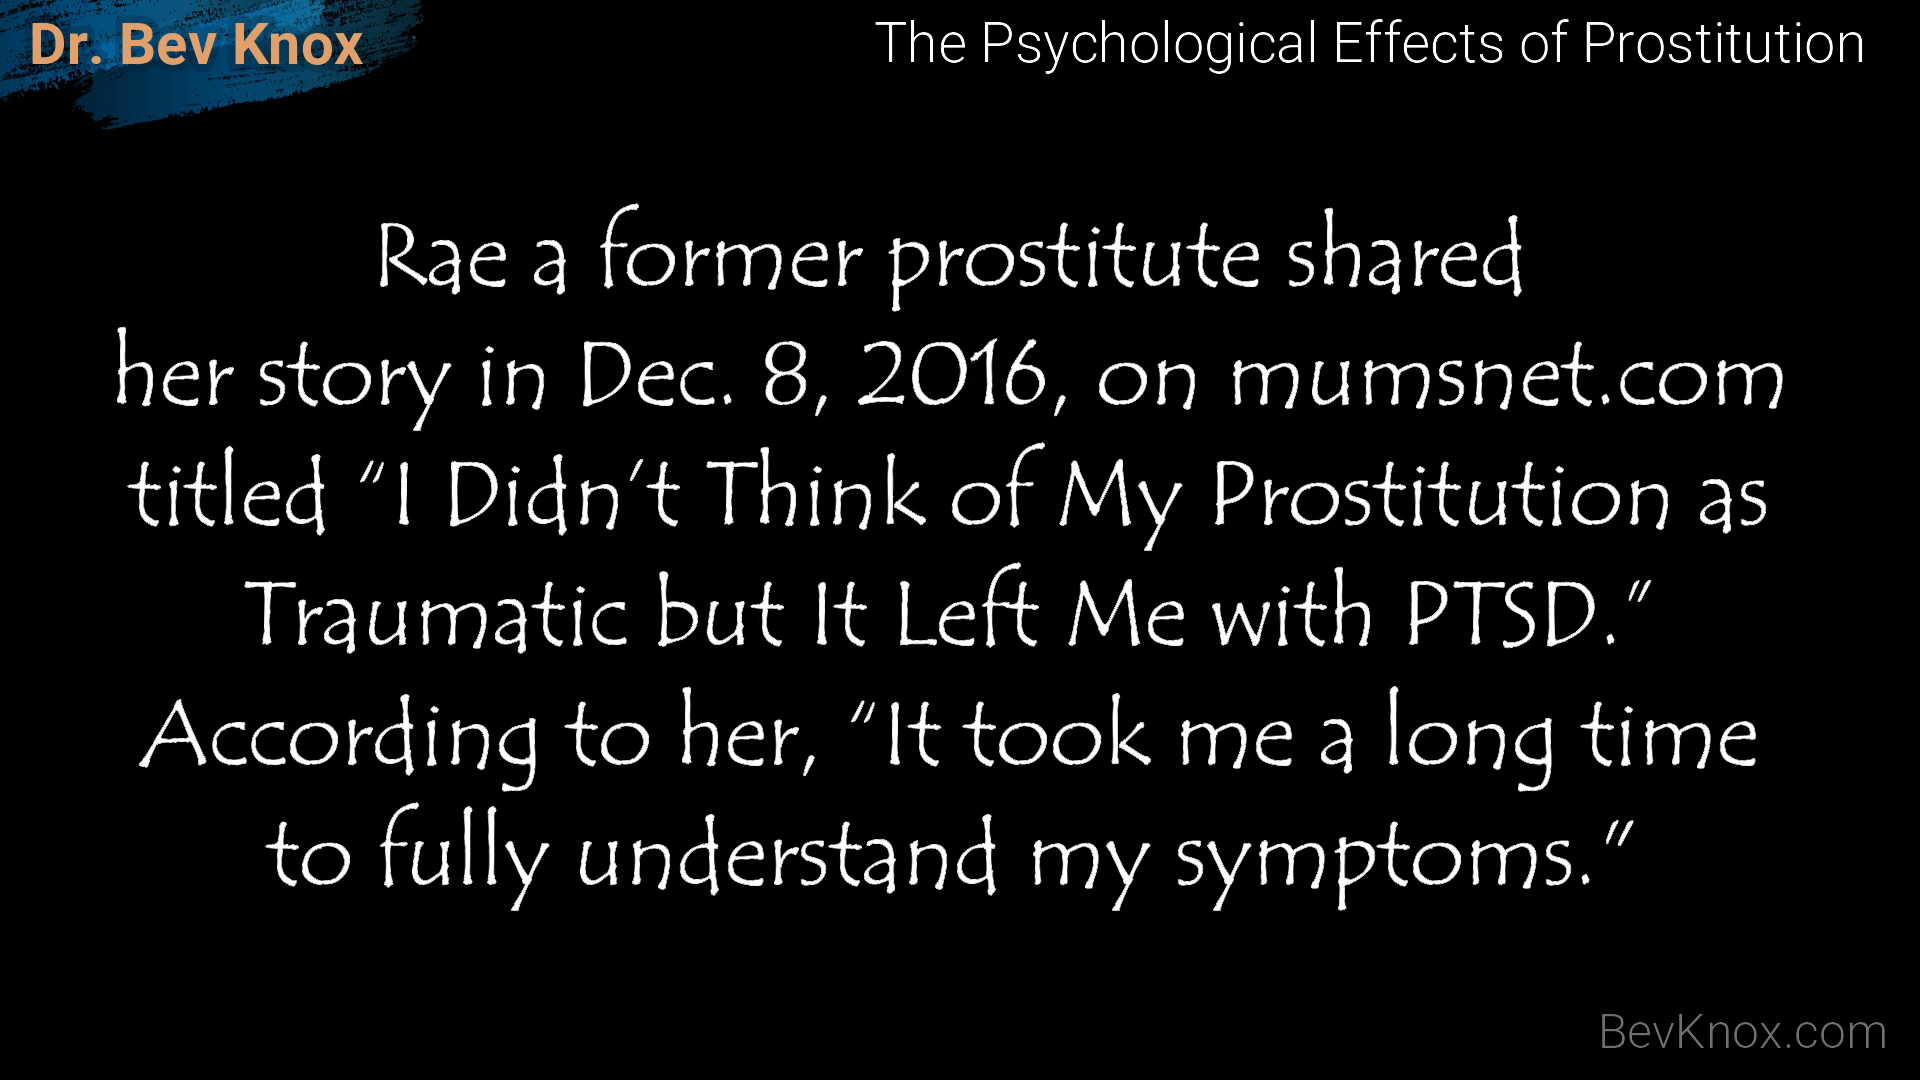 Dr. Bev Knox
The Psychological Effects of Prostitution
Rae a former prostitute shared
her story in Dec. 8, 2016, on mumsnet.com
titled “I Didn’t Think of My Prostitution as
Traumatic but It Left Me with PTSD.”
According to her, “It took me a long time
to fully understand my symptoms.”
BevKnox.com